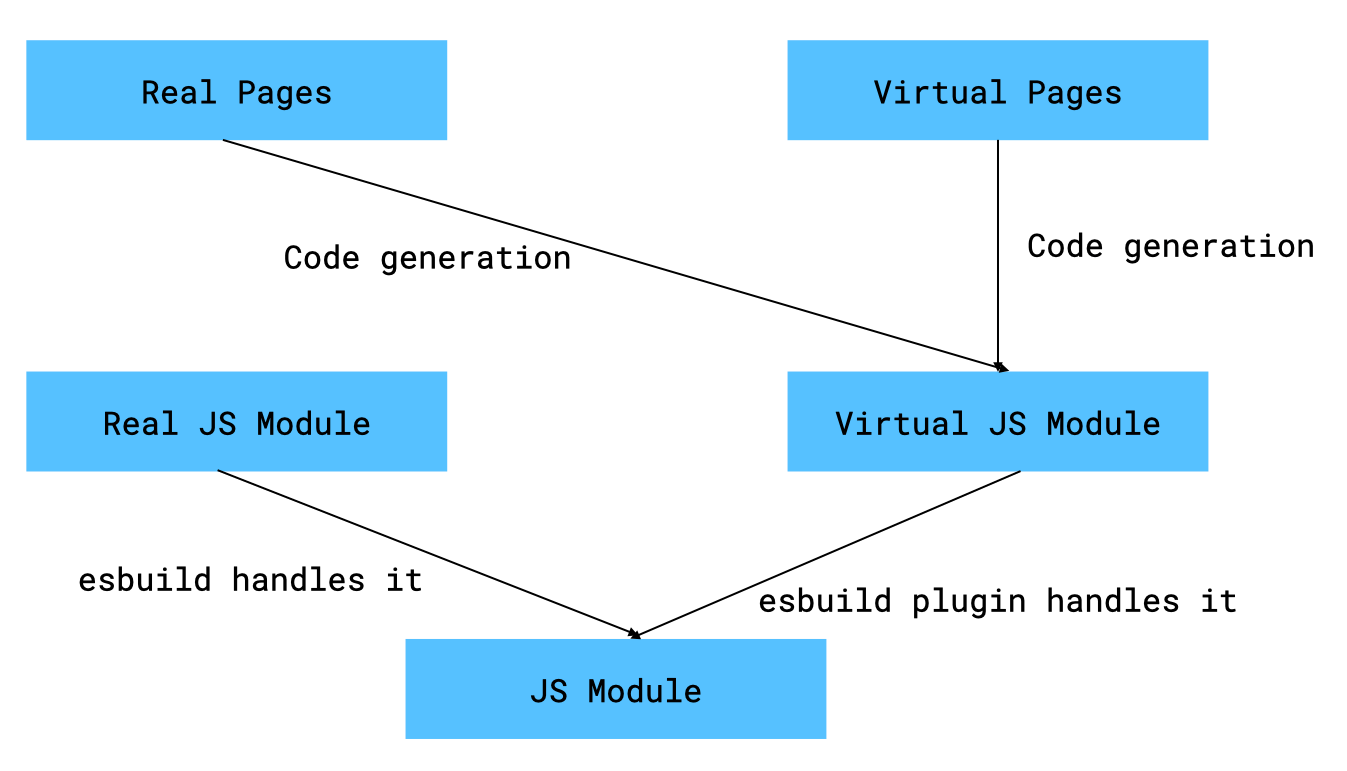 Real Pages
Virtual Pages
Code generation
Code generation
Real JS Module
Virtual JS Module
esbuild handles it
esbuild plugin handles it
JS Module